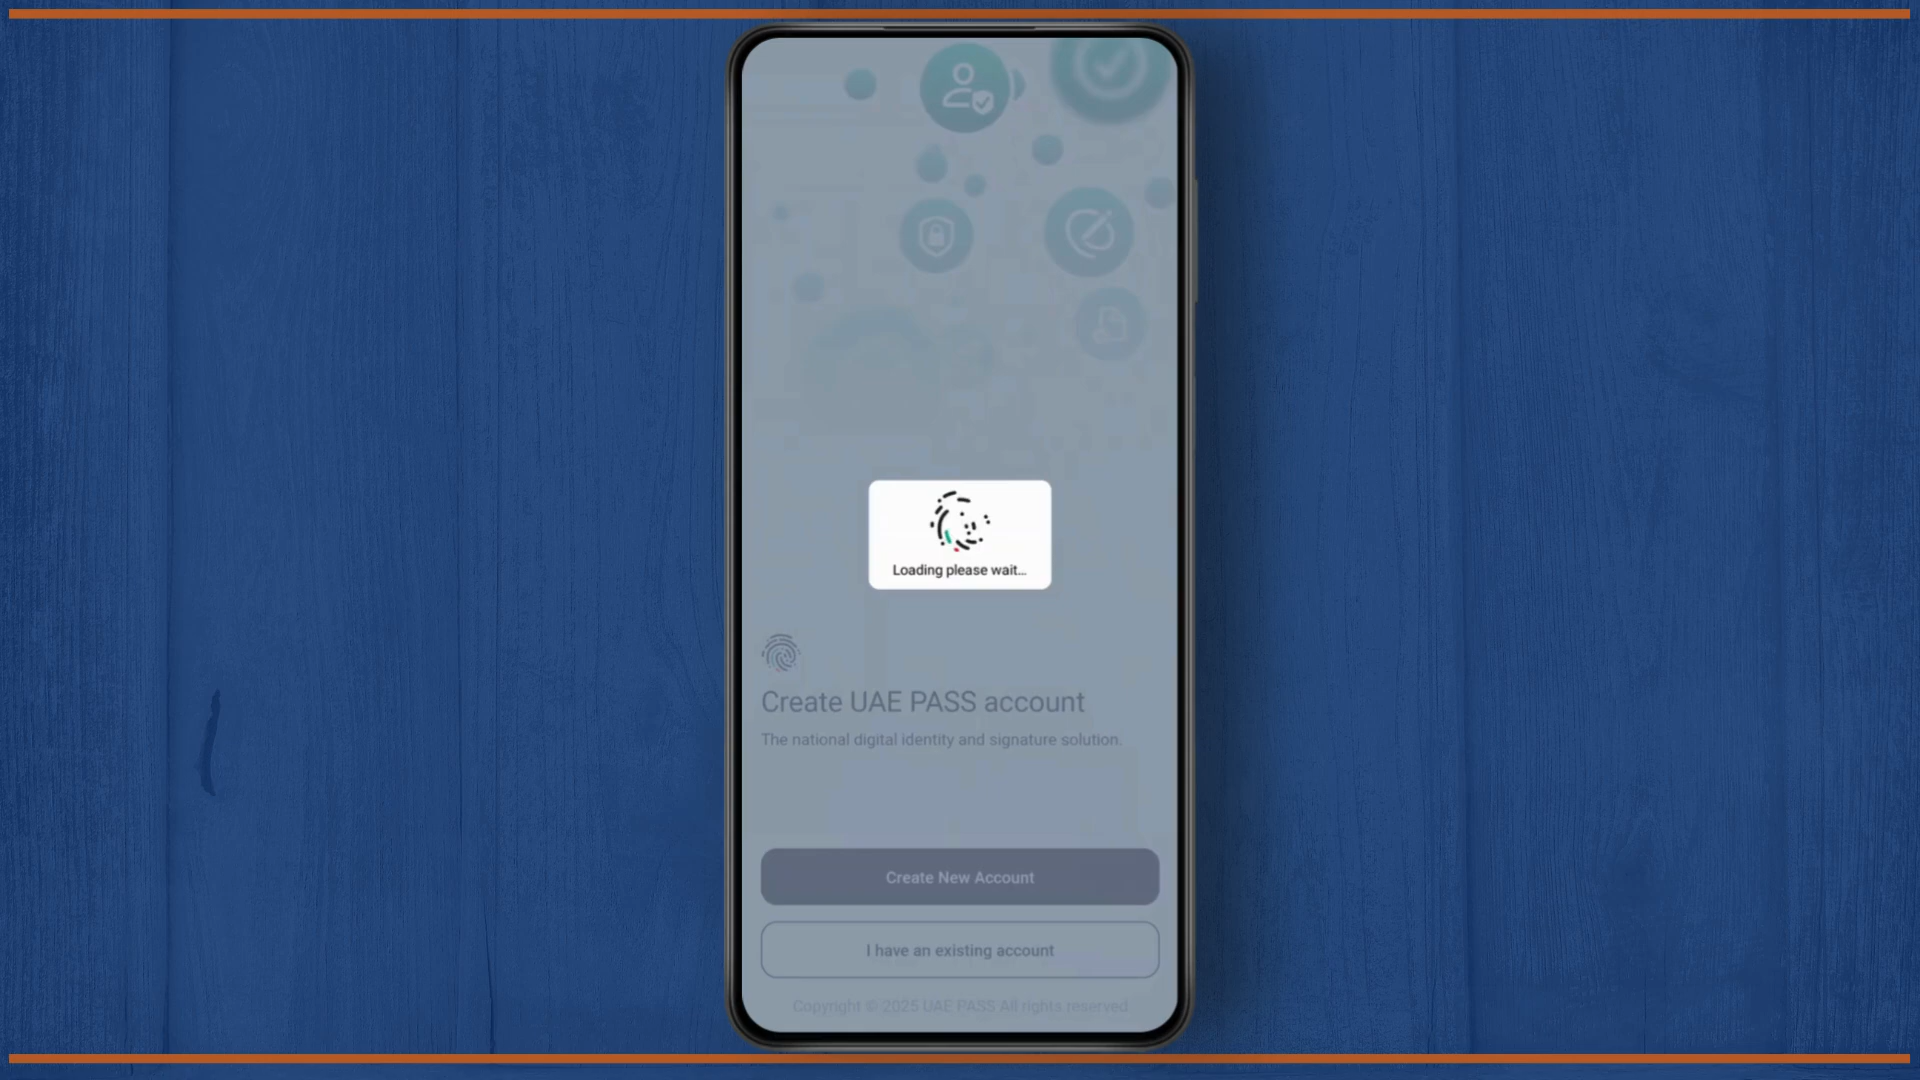 Loading please wait...
Create UAE PASS account
The national digital identity and signature solution.
Create New Account
I have an existing account
Copyright © 2025 UAE PASS All rights reserved